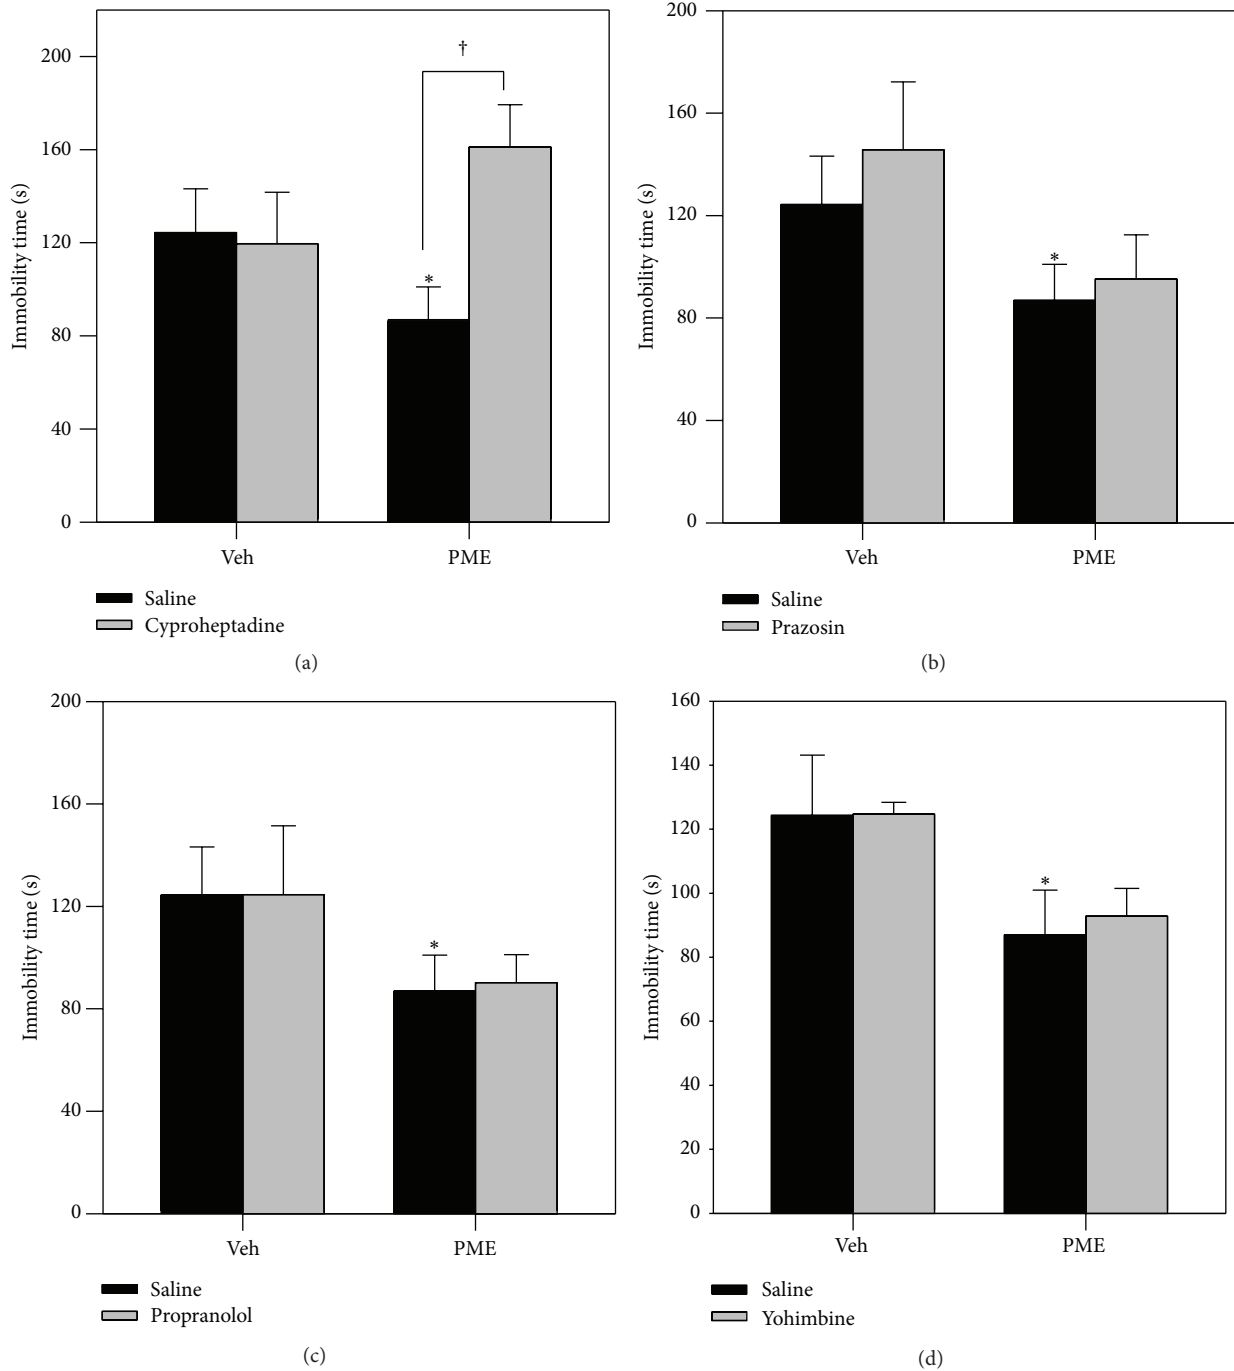 Immobility time (s)
200
160
120
80
40
0
†
*
Veh PME
Saline
Cyproheptadine
(a)
Immobility time (s)
200
160
120
80
40
0
*
Veh PME
Saline
Prazosin
(b)
Immobility time (s)
200
160
120
80
40
0
*
Veh PME
Saline
Propranolol
(c)
Immobility time (s)
160
140
120
100
80
60
40
20
0
*
Veh PME
Saline
Yohimbine
(d)